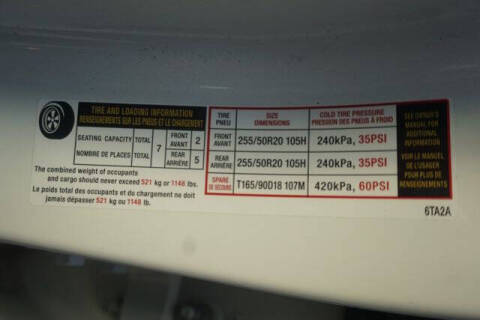 TIRE AND LOADING INFORMATION
RENSEIGNEMENTS SUR LES PNEUS ET LE CHARGEMENT
SEATING CAPACITY TOTAL 7 FRONT AVANT 2
NOMBRE DE PLACES TOTAL REAR ARRIÈRE 5
The combined weight of occupants
and cargo should never exceed 521 kg or 1148 lbs.
Le poids total des occupants et du chargement ne doit
jamais dépasser 521 kg ou 1148 lb.
TIRE PNEU SIZE DIMENSIONS COLD TIRE PRESSURE PRESSION DES PNEUS À FROID
FRONT AVANT 255/50R20 105H 240kPa, 35PSI
REAR ARRIÈRE 255/50R20 105H 240kPa, 35PSI
SPARE DE SECOURS T165/90D18 107M 420kPa, 60PSI
SEE OWNER'S
MANUAL FOR
ADDITIONAL
INFORMATION
VOIR LE MANUEL
DE L'USAGER
POUR PLUS DE
RENSEIGNEMENTS
6TA2A